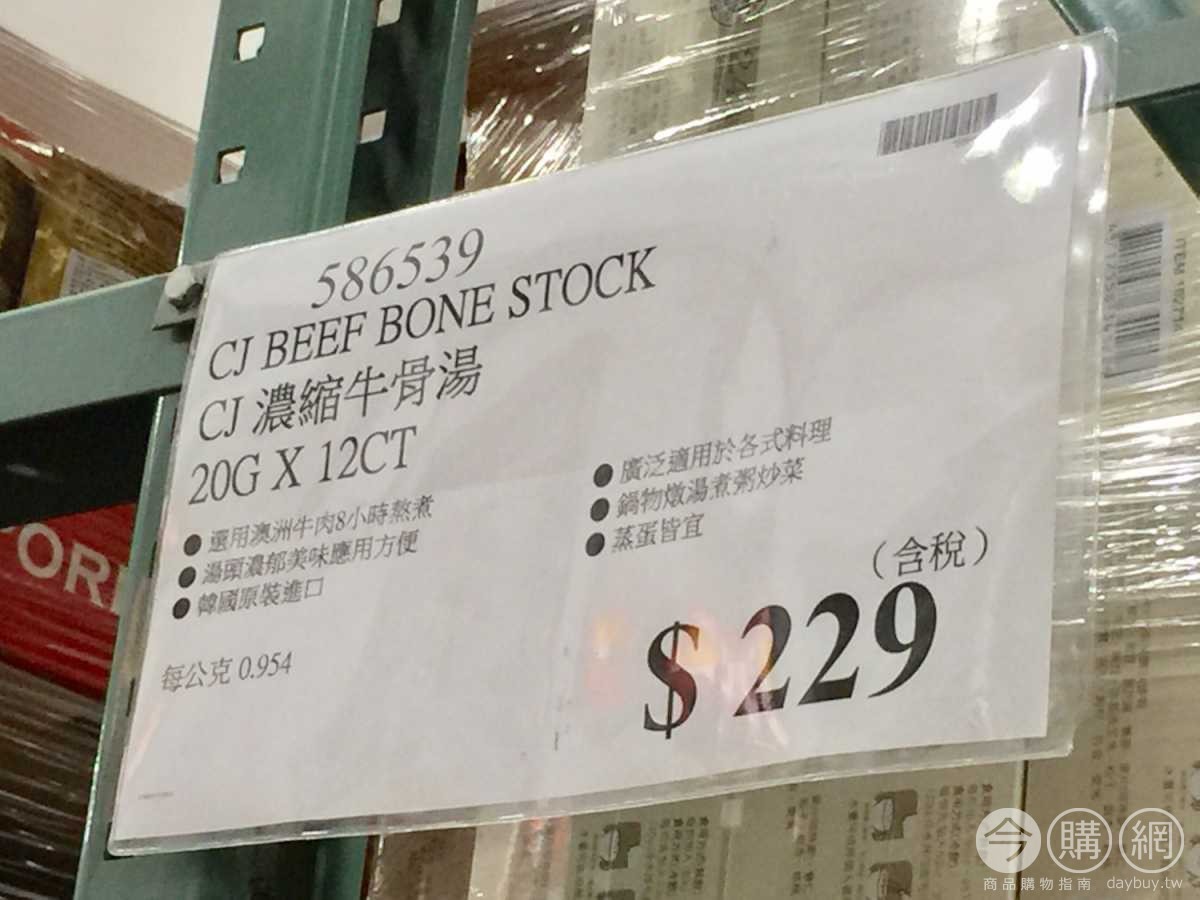 586539
CJ BEEF BONE STOCK
CJ 濃縮牛骨湯
20G X 12CT
● 選用澳洲牛肉8小時熬煮
● 湯頭濃郁美味應用方便
● 韓國原裝進口
● 廣泛適用於各式料理
● 鍋物燉湯煮粥炒菜
● 蒸蛋皆宜
每公克 0.954
（含稅）
$ 229
ORI
今購網
商品購物指南 daybuy.tw